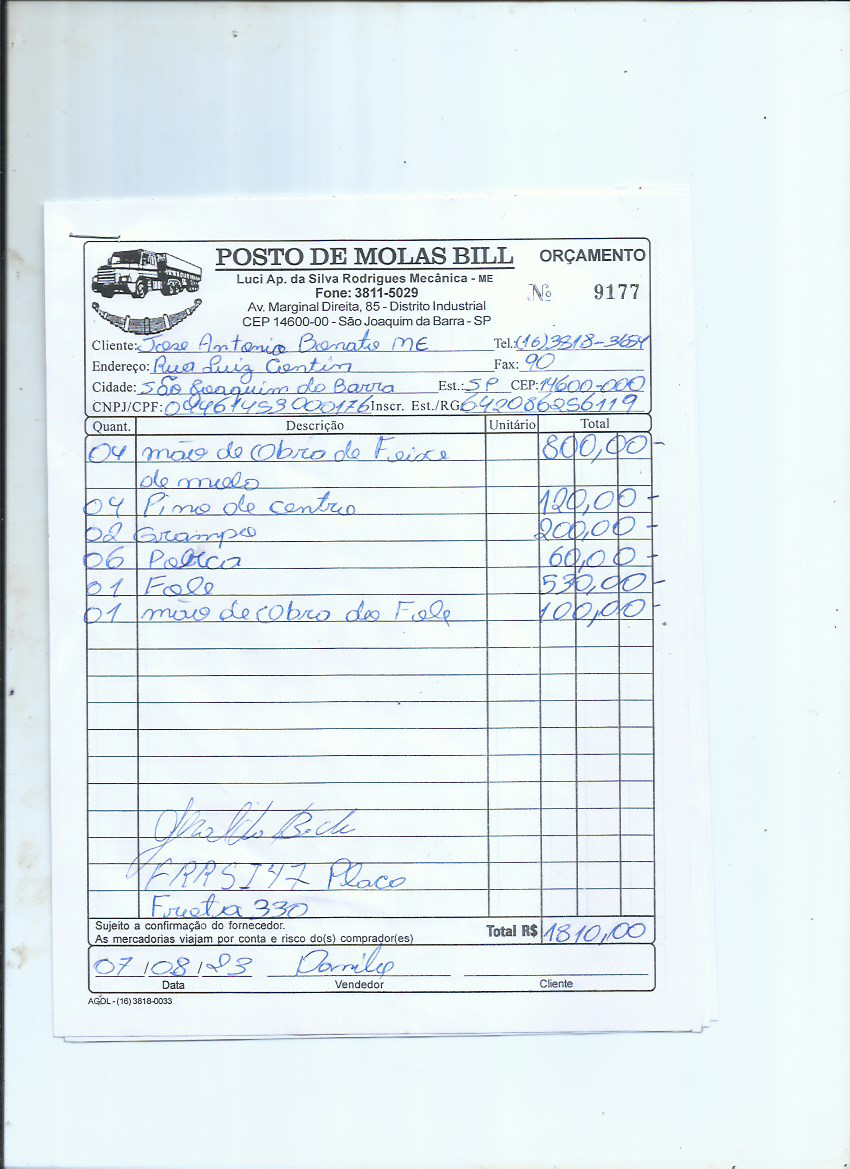 POSTO DE MOLAS BILL
ORÇAMENTO
Luci Ap. da Silva Rodrigues Mecânica - ME
Fone: 3811-5029
Nº 9177
Av. Marginal Direita, 85 - Distrito Industrial
CEP 14600-00 - São Joaquim da Barra - SP
Cliente: Jose Antonio Bonato ME Tel.: (16)3818-3654
Endereço: Rua Luiz Gentin Fax: 90
Cidade: São Joaquim da Barra Est.: SP CEP: 14600-000
CNPJ/CPF: 04461453000176 Inscr. Est./RG 642086256119
Quant. Descrição Unitário Total
04 mão de Obra de Feixe 800,00 -
de mola
04 Pino de centro 120,00 -
02 Grampo 200,00 -
06 Porca 60,00 -
01 Fole 530,00 -
01 mão de Obra do Fole 100,00 -
Placa
Frota 330
Sujeito a confirmação do fornecedor.
As mercadorias viajam por conta e risco do(s) comprador(es)
Total R$ 1810,00
07/08/23 Danilo
Data Vendedor Cliente
AGOL - (16) 3818-0033